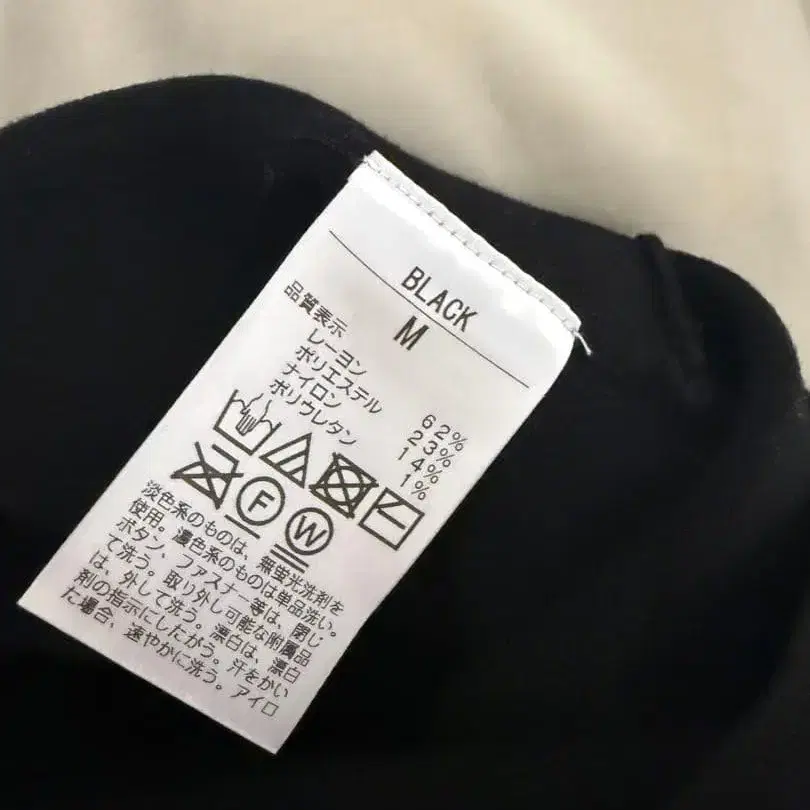 BLACK
M
品質表示
レーヨン 62%
ポリエステル 23%
ナイロン 14%
ポリウレタン 1%
F
W
淡色系のものは、無蛍光洗剤を
使用。濃色系のものは単品洗い。
ボタン、ファスナー等は、閉じ
て洗う。取り外し可能な附属品
は、外して洗う。漂白は、漂白
剤の指示にしたがう。汗をかい
た場合、速やかに洗う。アイロ